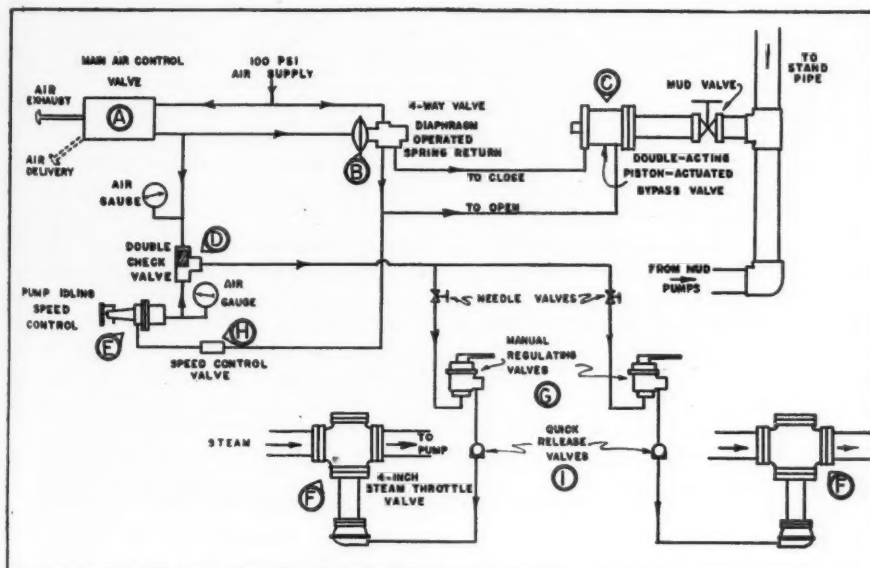 100 PSI
AIR SUPPLY
MAIN AIR CONTROL
VALVE
AIR
EXHAUST
A
AIR
DELIVERY
4-WAY VALVE
DIAPHRAGM
OPERATED
SPRING RETURN
B
C
MUD VALVE
TO
STAND
PIPE
TO CLOSE
DOUBLE-ACTING
PISTON-ACTUATED
BYPASS VALVE
TO OPEN
AIR
GAUGE
DOUBLE
CHECK
VALVE
D
AIR
GAUGE
FROM MUD
PUMPS
PUMP IDLING
SPEED
CONTROL
E
H
SPEED CONTROL
VALVE
NEEDLE VALVES
MANUAL
REGULATING
VALVES
G
STEAM
TO
PUMP
QUICK
RELEASE
VALVES
I
F
4-INCH
STEAM THROTTLE
VALVE
F